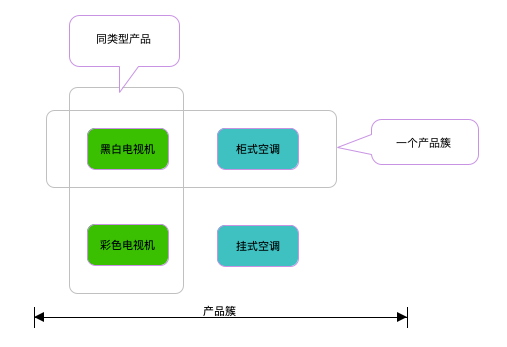 同类型产品
黑白电视机
柜式空调
一个产品簇
彩色电视机
挂式空调
产品簇